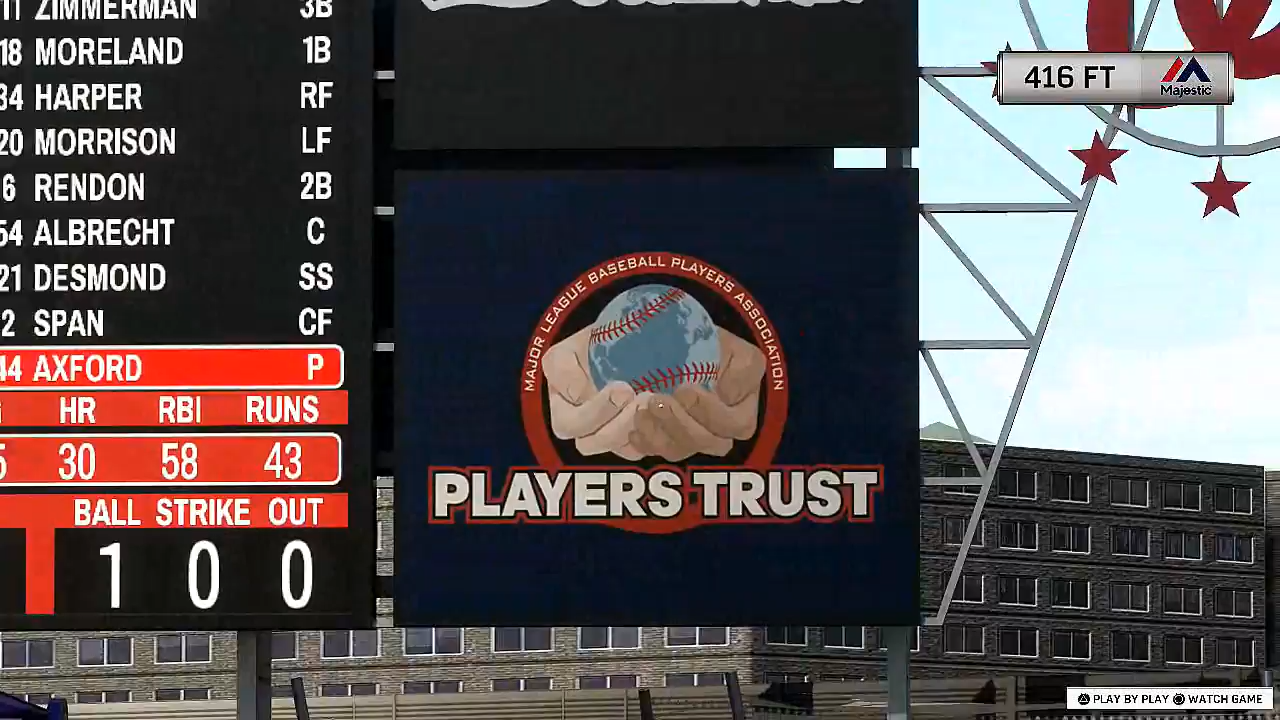 11 ZIMMERMAN 3B
18 MORELAND 1B
34 HARPER RF
20 MORRISON LF
6 RENDON 2B
54 ALBRECHT C
21 DESMOND SS
2 SPAN CF
44 AXFORD P
HR RBI RUNS
30 58 43
BALL STRIKE OUT
1 0 0
MAJOR LEAGUE BASEBALL PLAYERS ASSOCIATION
PLAYERS TRUST
416 FT Majestic
PLAY BY PLAY WATCH GAME